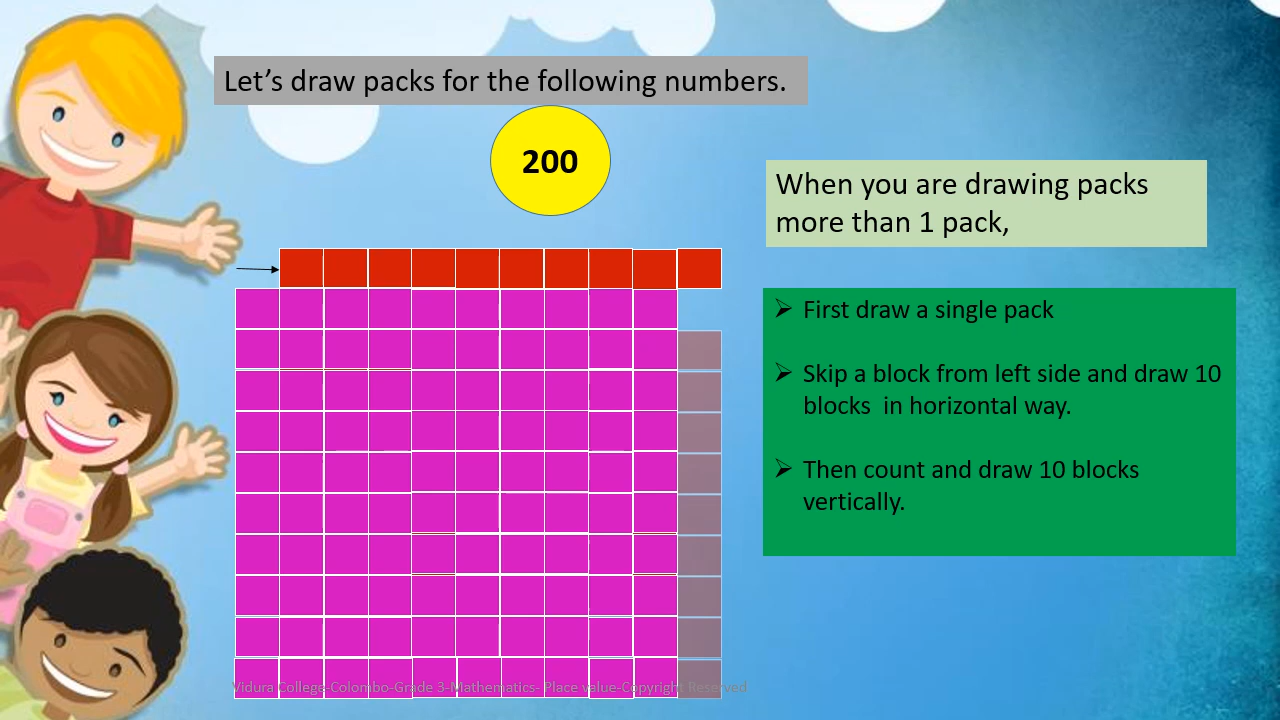 Let’s draw packs for the following numbers.
200
When you are drawing packs
more than 1 pack,
➢ First draw a single pack
➢ Skip a block from left side and draw 10
blocks  in horizontal way.
➢ Then count and draw 10 blocks
vertically.
Vidura College-Colombo-Grade 3-Mathematics- Place value-Copyright Reserved